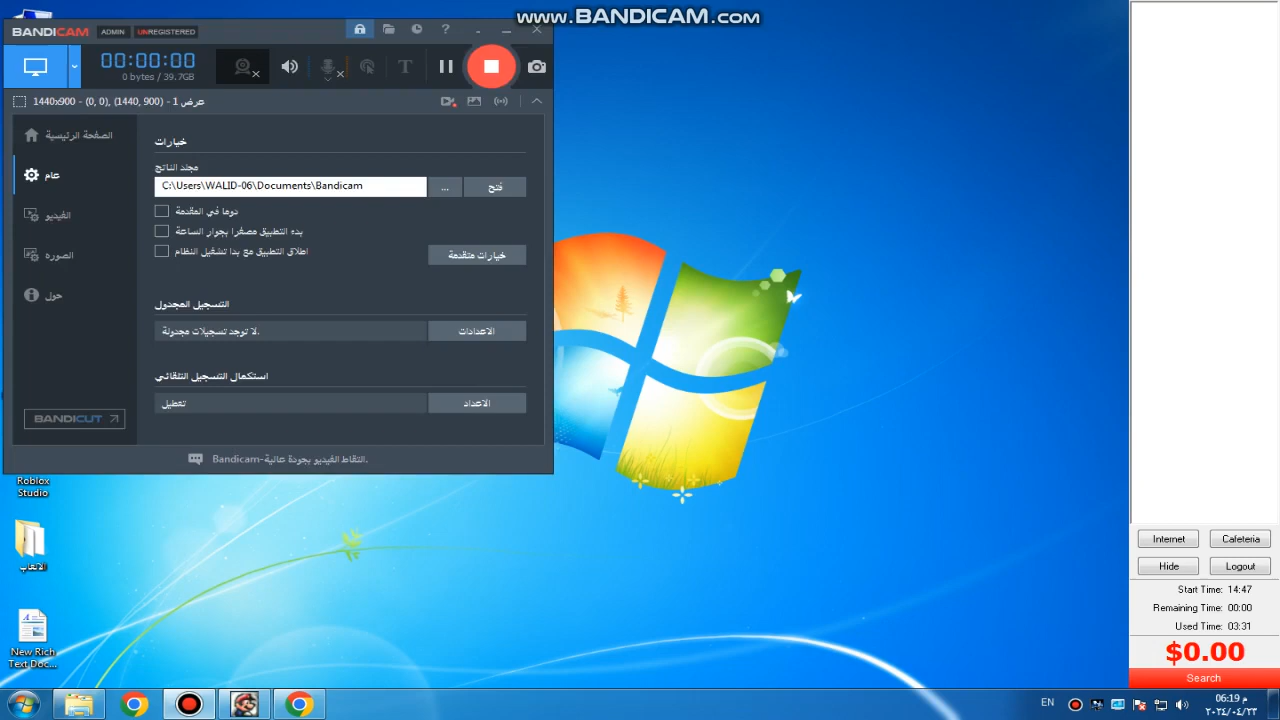 www.BANDICAM.com
BANDICAM ADMIN UNREGISTERED
00:00:00
0 bytes / 39.7GB
1440x900 - (0, 0), (1440, 900) - عرض 1
الصفحة الرئيسية
عام
الفيديو
الصوره
حول
BANDICUT
خيارات
مجلد الناتج
C:\Users\WALID-06\Documents\Bandicam
...
فتح
دوما في المقدمة
بدء التطبيق مصغرا بجوار الساعة
اطلاق التطبيق مع بدا تشغيل النظام
خيارات متقدمة
التسجيل المجدول
لا توجد تسجيلات مجدولة.
الاعدادات
استكمال التسجيل التلقائي
تعطيل
الاعداد
Bandicam-التقاط الفيديو بجودة عالية.
Roblox
Studio
الالعاب
New Rich
Text Doc...
Internet
Cafeteria
Hide
Logout
Start Time: 14:47
Remaining Time: 00:00
Used Time: 03:31
$0.00
Search
EN
06:19 م
٢٠٢٤/٠٤/٢٣